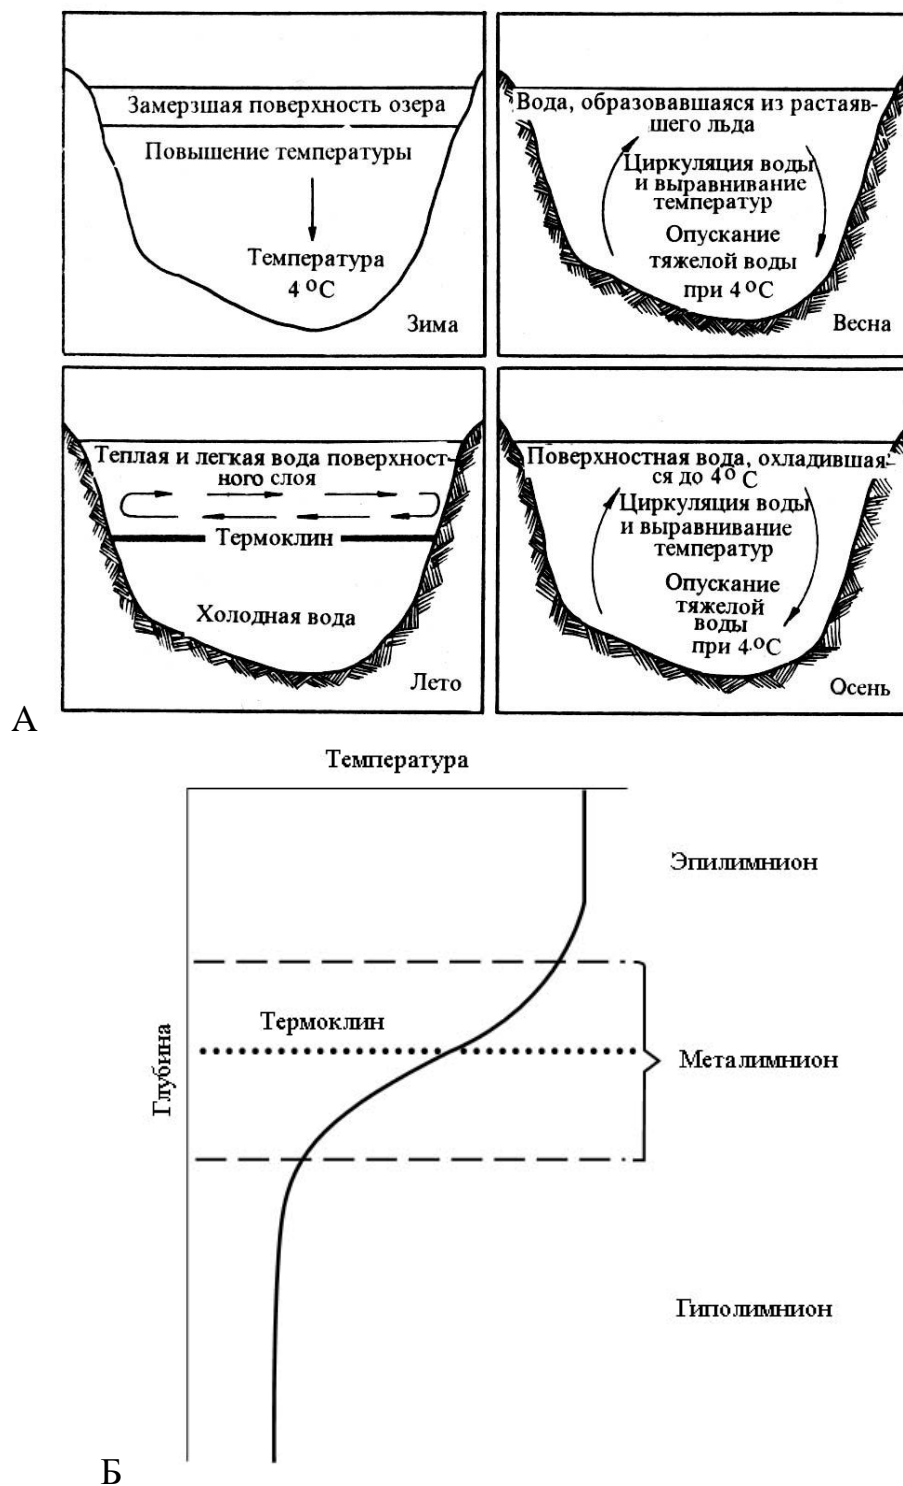 Замерзшая поверхность озера
Повышение температуры
Температура
4 °С
Зима
Вода, образовавшаяся из растаяв-
шего льда
Циркуляция воды
и выравнивание
температур
Опускание
тяжелой воды
при 4 °С
Весна
Теплая и легкая вода поверхност-
ного слоя
Термоклин
Холодная вода
Лето
Поверхностная вода, охладившая-
ся до 4° С
Циркуляция воды
и выравнивание
температур
Опускание
тяжелой
воды
при 4 °С
Осень
А
Температура
Эпилимнион
Термоклин
Глубина
Металимнион
Гиполимнион
Б